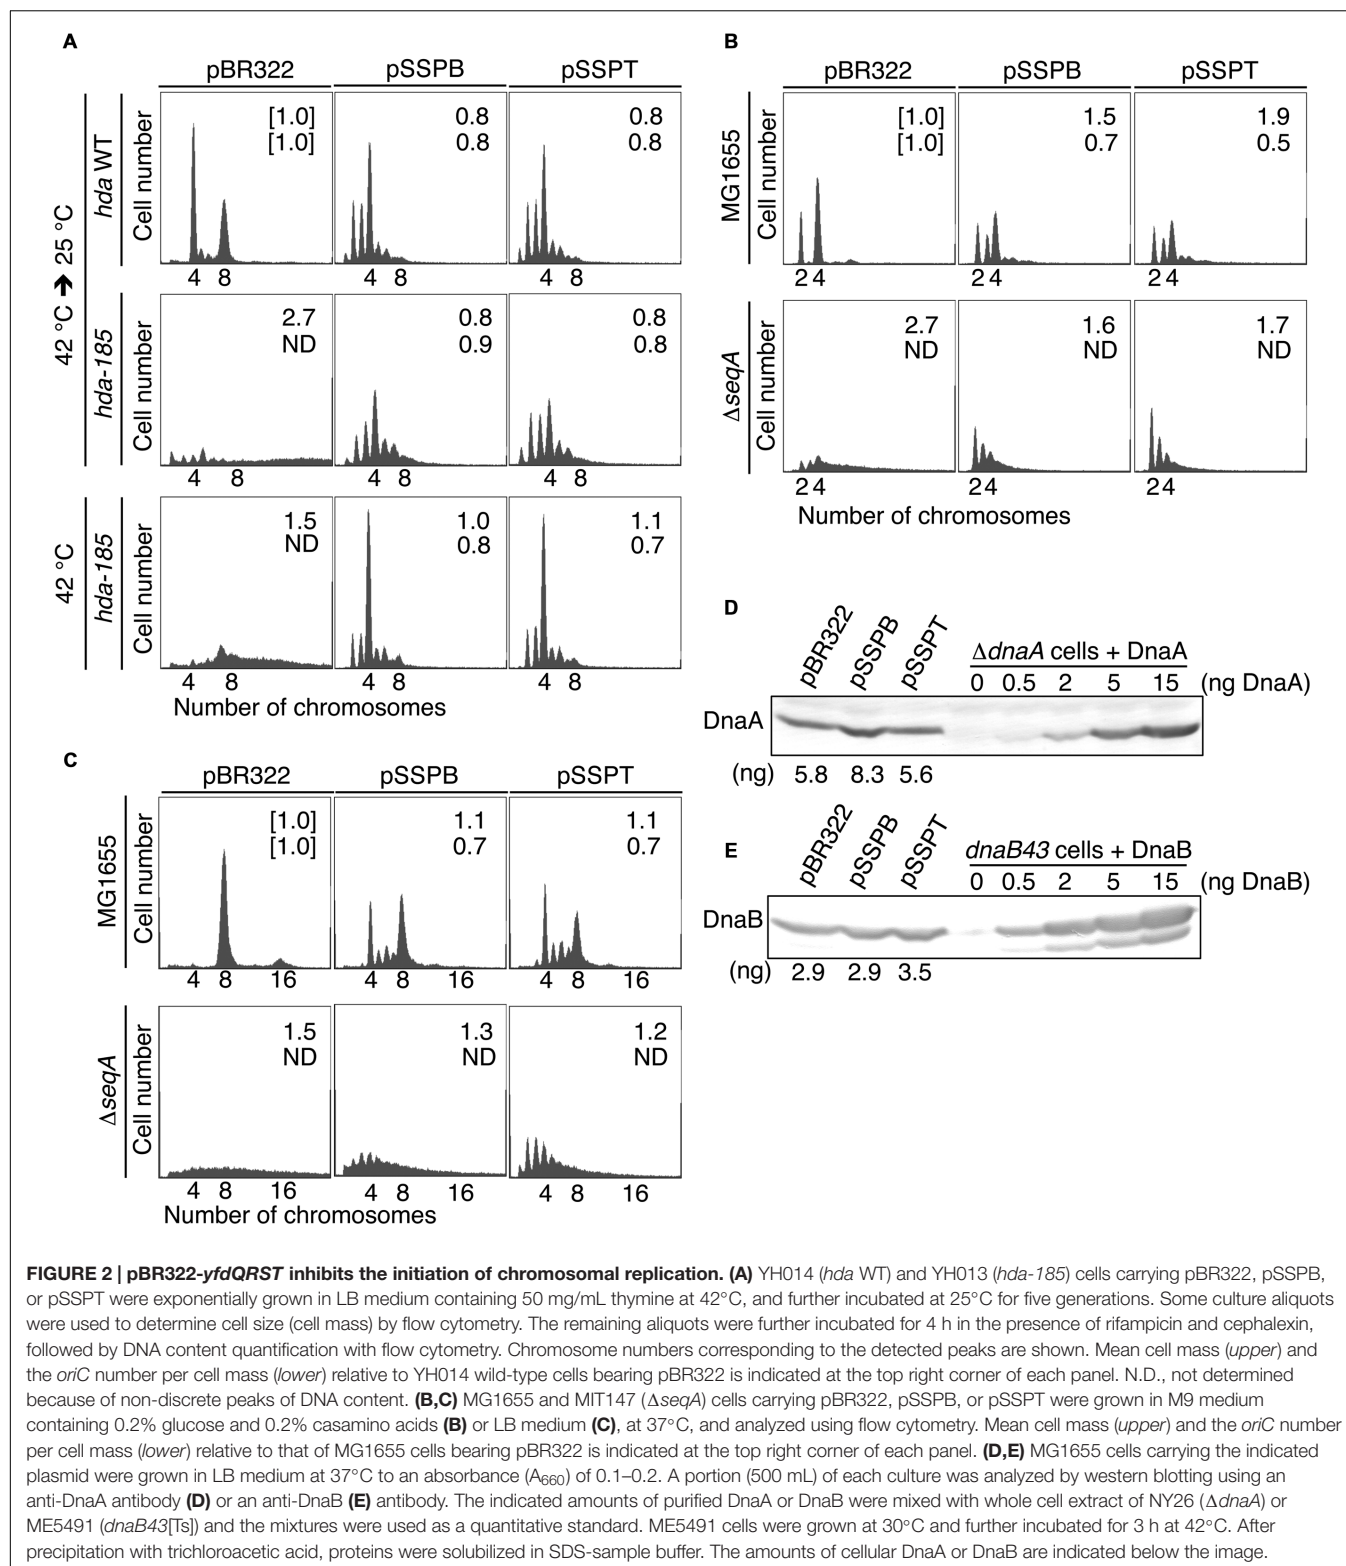 A
pBR322 pSSPB pSSPT
42 °C ➔ 25 °C
hda WT
Cell number
[1.0]
[1.0]
0.8
0.8
0.8
0.8
4 8 4 8 4 8
hda-185
Cell number
2.7
ND
0.8
0.9
0.8
0.8
4 8 4 8 4 8
42 °C
hda-185
Cell number
1.5
ND
1.0
0.8
1.1
0.7
4 8 4 8 4 8
Number of chromosomes
B
pBR322 pSSPB pSSPT
MG1655
Cell number
[1.0]
[1.0]
1.5
0.7
1.9
0.5
2 4 2 4 2 4
ΔseqA
Cell number
2.7
ND
1.6
ND
1.7
ND
2 4 2 4 2 4
Number of chromosomes
C
pBR322 pSSPB pSSPT
MG1655
Cell number
[1.0]
[1.0]
1.1
0.7
1.1
0.7
4 8 16 4 8 16 4 8 16
ΔseqA
Cell number
1.5
ND
1.3
ND
1.2
ND
4 8 16 4 8 16 4 8 16
Number of chromosomes
D
pBR322 pSSPB pSSPT
ΔdnaA cells + DnaA
0 0.5 2 5 15 (ng DnaA)
DnaA
(ng) 5.8 8.3 5.6
E
pBR322 pSSPB pSSPT
dnaB43 cells + DnaB
0 0.5 2 5 15 (ng DnaB)
DnaB
(ng) 2.9 2.9 3.5
FIGURE 2 | pBR322-yfdQRST inhibits the initiation of chromosomal replication. (A) YH014 (hda WT) and YH013 (hda-185) cells carrying pBR322, pSSPB,
or pSSPT were exponentially grown in LB medium containing 50 mg/mL thymine at 42°C, and further incubated at 25°C for five generations. Some culture aliquots
were used to determine cell size (cell mass) by flow cytometry. The remaining aliquots were further incubated for 4 h in the presence of rifampicin and cephalexin,
followed by DNA content quantification with flow cytometry. Chromosome numbers corresponding to the detected peaks are shown. Mean cell mass (upper) and
the oriC number per cell mass (lower) relative to YH014 wild-type cells bearing pBR322 is indicated at the top right corner of each panel. N.D., not determined
because of non-discrete peaks of DNA content. (B,C) MG1655 and MIT147 (ΔseqA) cells carrying pBR322, pSSPB, or pSSPT were grown in M9 medium
containing 0.2% glucose and 0.2% casamino acids (B) or LB medium (C), at 37°C, and analyzed using flow cytometry. Mean cell mass (upper) and the oriC number
per cell mass (lower) relative to that of MG1655 cells bearing pBR322 is indicated at the top right corner of each panel. (D,E) MG1655 cells carrying the indicated
plasmid were grown in LB medium at 37°C to an absorbance (A660) of 0.1–0.2. A portion (500 mL) of each culture was analyzed by western blotting using an
anti-DnaA antibody (D) or an anti-DnaB (E) antibody. The indicated amounts of purified DnaA or DnaB were mixed with whole cell extract of NY26 (ΔdnaA) or
ME5491 (dnaB43[Ts]) and the mixtures were used as a quantitative standard. ME5491 cells were grown at 30°C and further incubated for 3 h at 42°C. After
precipitation with trichloroacetic acid, proteins were solubilized in SDS-sample buffer. The amounts of cellular DnaA or DnaB are indicated below the image.